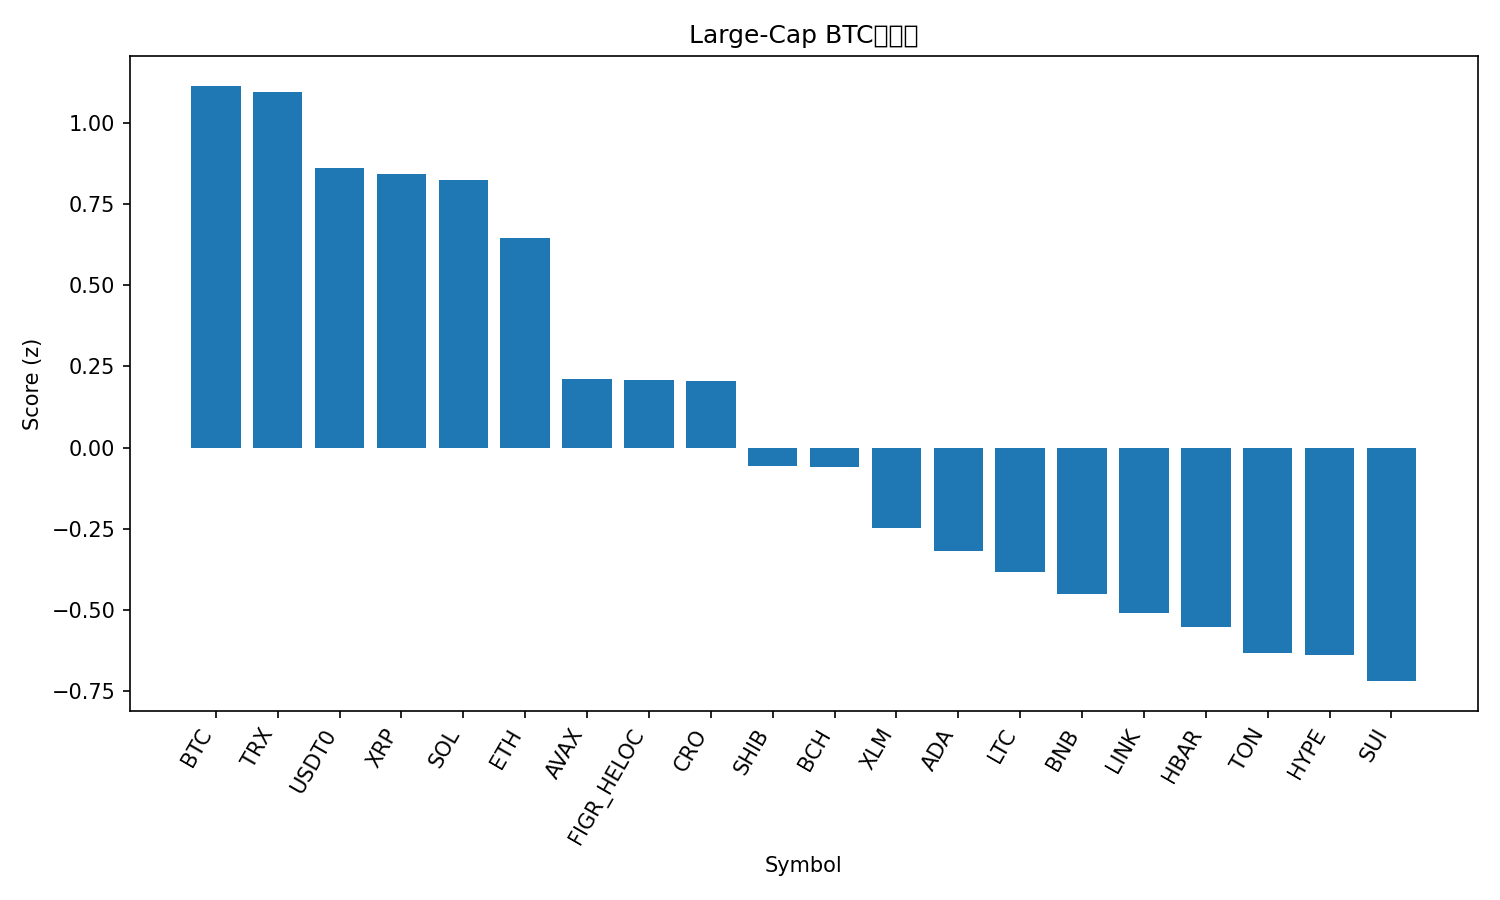 Large-Cap BTC
Score (z)
1.00
0.75
0.50
0.25
0.00
−0.25
−0.50
−0.75
BTC
TRX
USDT0
XRP
SOL
ETH
AVAX
FIGR_HELOC
CRO
SHIB
BCH
XLM
ADA
LTC
BNB
LINK
HBAR
TON
HYPE
SUI
Symbol